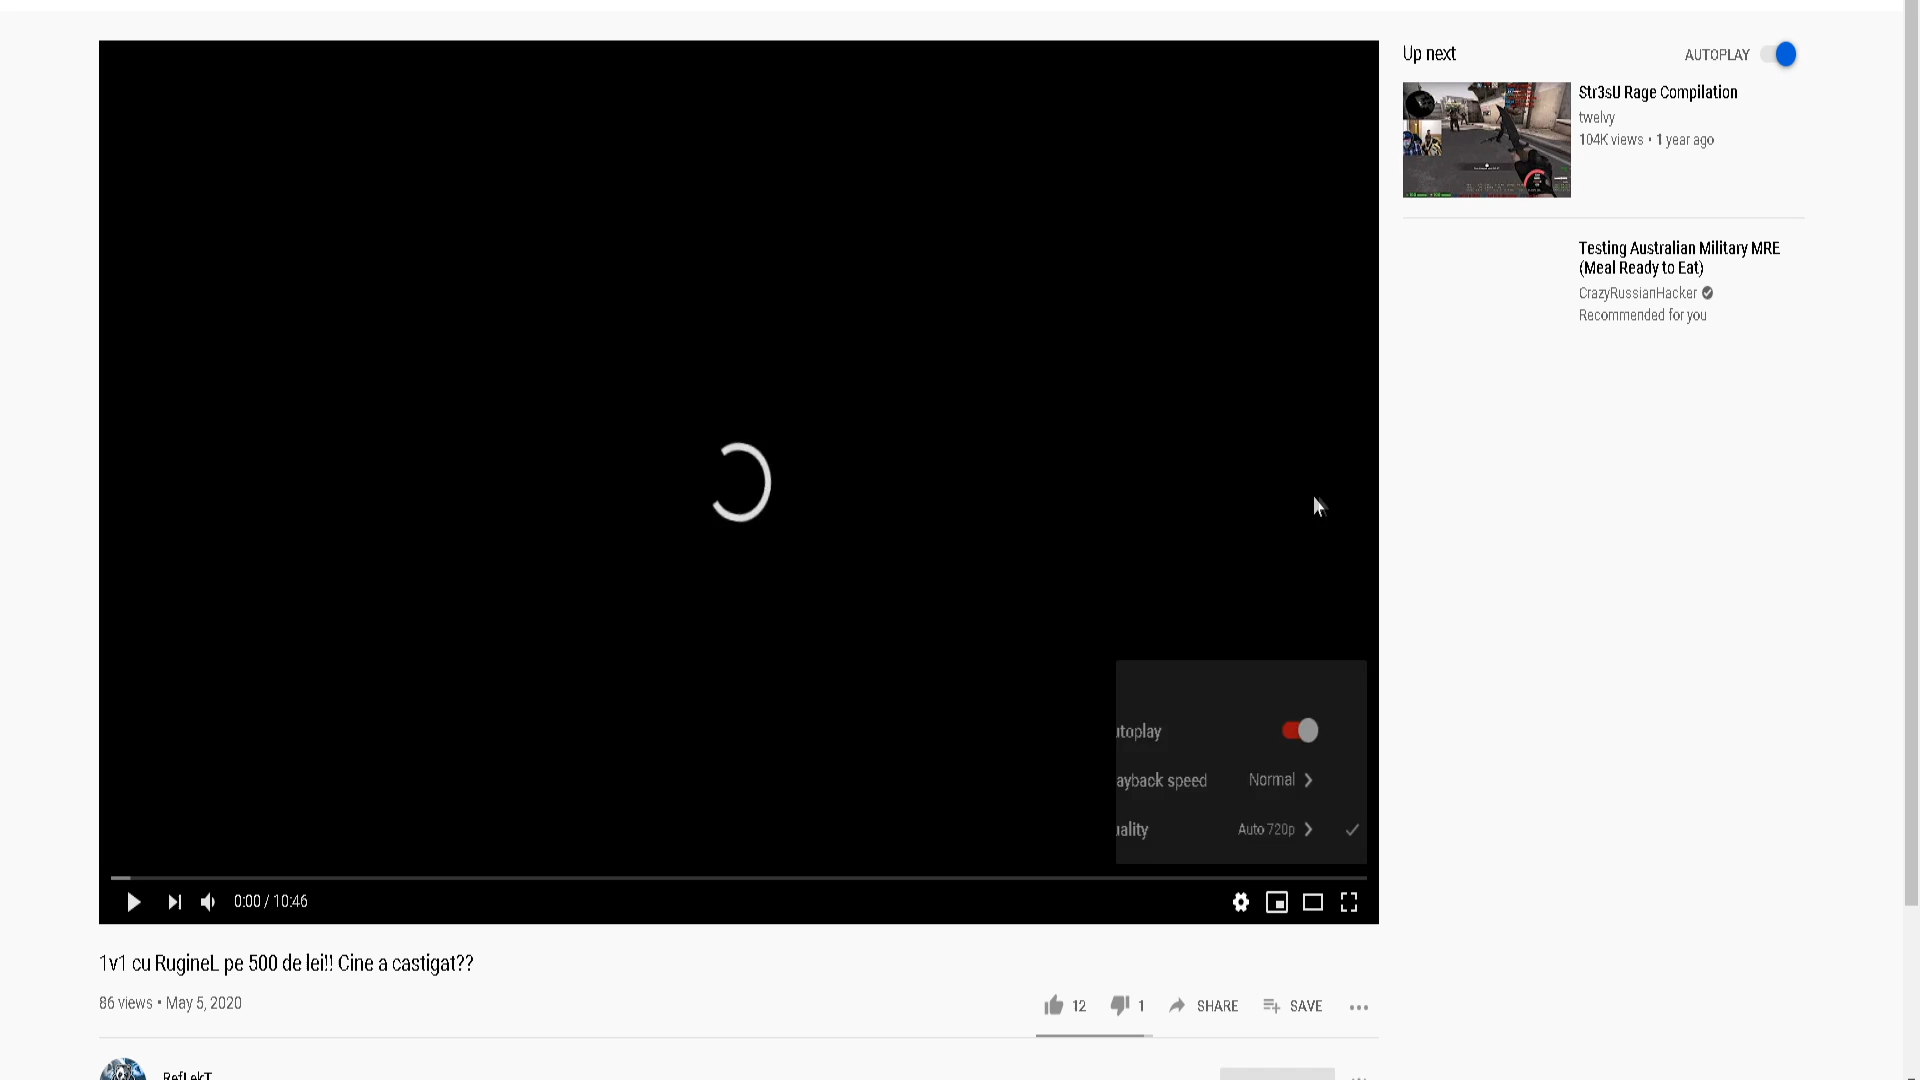 Up next
AUTOPLAY
Str3sU Rage Compilation
twelvy
104K views • 1 year ago
Testing Australian Military MRE
(Meal Ready to Eat)
CrazyRussianHacker
Recommended for you
utoplay
ayback speed Normal
uality Auto 720p
0:00 / 10:46
1v1 cu RugineL pe 500 de lei!! Cine a castigat??
86 views • May 5, 2020
12 1 SHARE SAVE
RefLekT